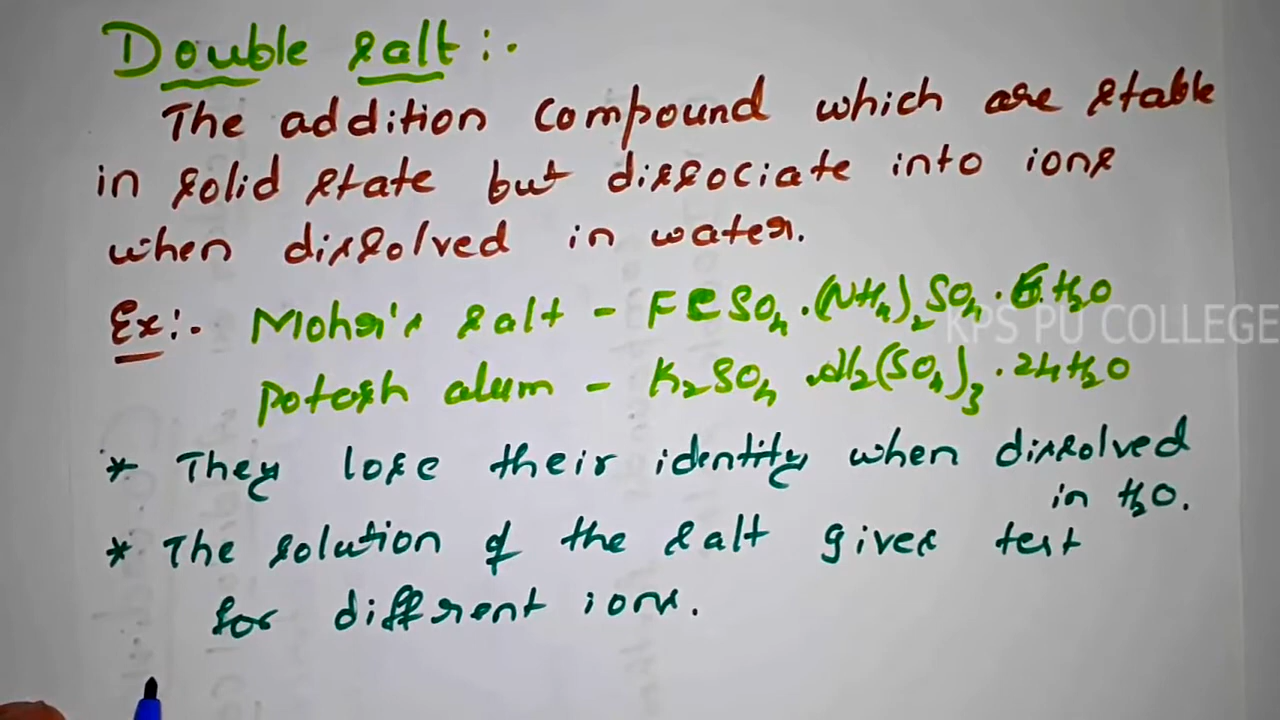 Double salt :-
The addition compound which are stable
in solid state but dissociate into ions
when dissolved in water.
Ex:- Mohr's salt - FeSO₄.(NH₄)₂SO₄.6.H₂O
KPS PU COLLEGE
potash alum - K₂SO₄ .Al₂(SO₄)₃.24H₂O
* They lose their identity when dissolved
in H₂O.
* The solution of the salt gives test
for different ions.